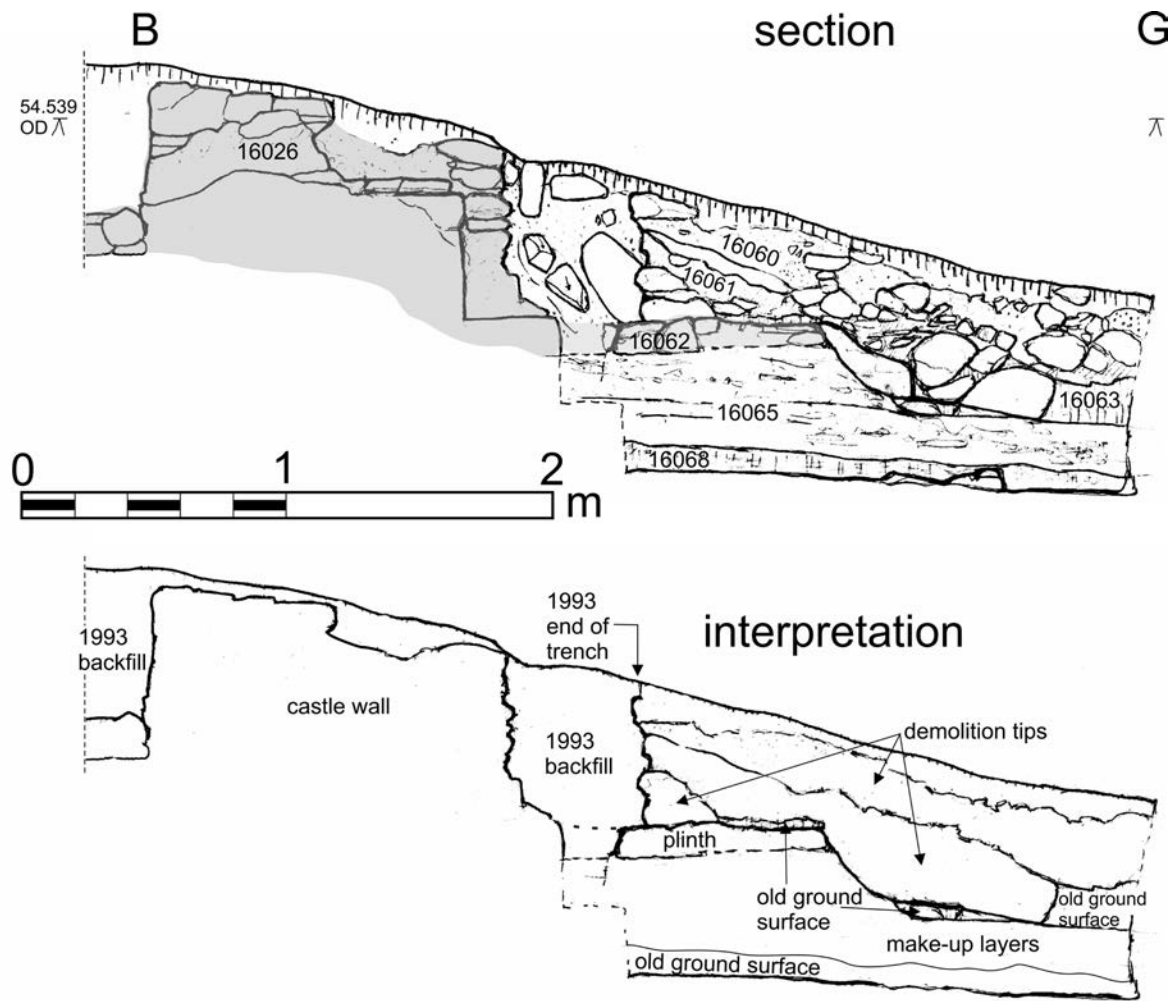 B
section
G
54.539
OD
16026
16060
16061
16062
16063
16065
16068
0
1
2
m
interpretation
1993
end of
trench
1993
backfill
castle wall
1993
backfill
demolition tips
plinth
old ground
surface
old ground
surface
make-up layers
old ground surface